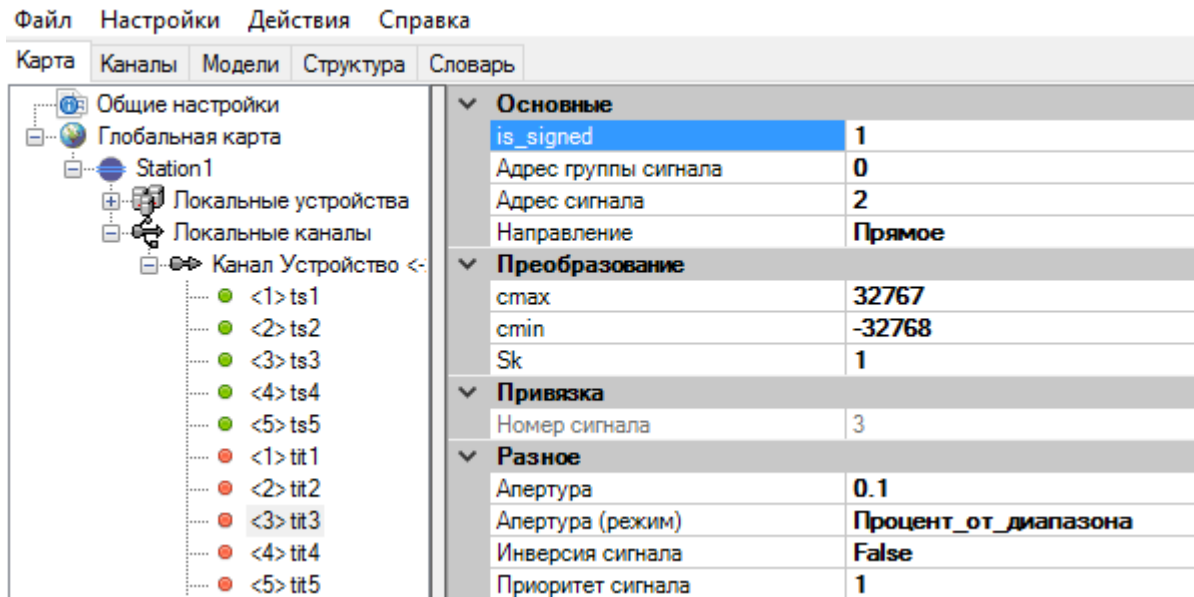 Файл Настройки Действия Справка
Карта Каналы Модели Структура Словарь
Общие настройки
Глобальная карта
Station1
Локальные устройства
Локальные каналы
Канал Устройство <-
<1> ts1
<2> ts2
<3> ts3
<4> ts4
<5> ts5
<1> tit1
<2> tit2
<3> tit3
<4> tit4
<5> tit5
Основные
is_signed 1
Адрес группы сигнала 0
Адрес сигнала 2
Направление Прямое
Преобразование
cmax 32767
cmin -32768
Sk 1
Привязка
Номер сигнала 3
Разное
Апертура 0.1
Апертура (режим) Процент_от_диапазона
Инверсия сигнала False
Приоритет сигнала 1